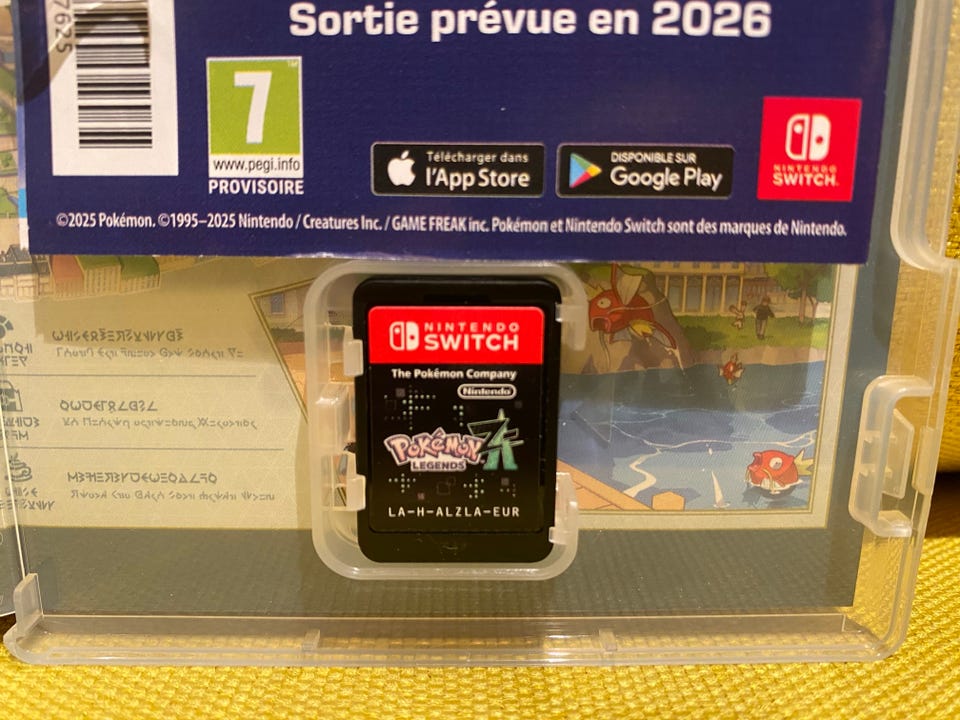 Sortie prévue en 2026
7625
7
www.pegi.info
PROVISOIRE
Télécharger dans
l'App Store
DISPONIBLE SUR
Google Play
NINTENDO
SWITCH.
©2025 Pokémon. ©1995–2025 Nintendo / Creatures Inc. / GAME FREAK inc. Pokémon et Nintendo Switch sont des marques de Nintendo.
NINTENDO
SWITCH
The Pokémon Company
Nintendo
POKÉMON
LEGENDS
ZA
LA-H-ALZLA-EUR